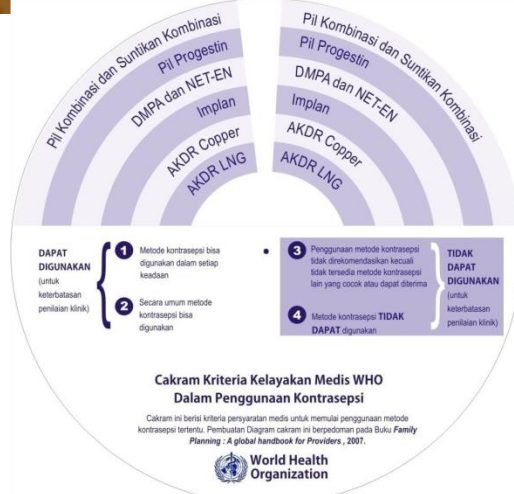 Pil Kombinasi dan Suntikan Kombinasi
Pil Progestin
DMPA dan NET-EN
Implan
AKDR Copper
AKDR LNG
Pil Kombinasi dan Suntikan Kombinasi
Pil Progestin
DMPA dan NET-EN
Implan
AKDR Copper
AKDR LNG
DAPAT
DIGUNAKAN
(untuk
keterbatasan
penilaian klinik)
1 Metode kontrasepsi bisa
digunakan dalam setiap
keadaan
2 Secara umum metode
kontrasepsi bisa
digunakan
3 Penggunaan metode kontrasepsi
tidak direkomendasikan kecuali
tidak tersedia metode kontrasepsi
lain yang cocok atau dapat diterima
4 Metode kontrasepsi TIDAK
DAPAT digunakan
TIDAK
DAPAT
DIGUNAKAN
(untuk
keterbatasan
penilaian klinik)
Cakram Kriteria Kelayakan Medis WHO
Dalam Penggunaan Kontrasepsi
Cakram ini berisi kriteria persyaratan medis untuk memulai penggunaan metode
kontrasepsi tertentu. Pembuatan Diagram cakram ini berpedoman pada Buku Family
Planning : A global handbook for Providers , 2007.
World Health
Organization